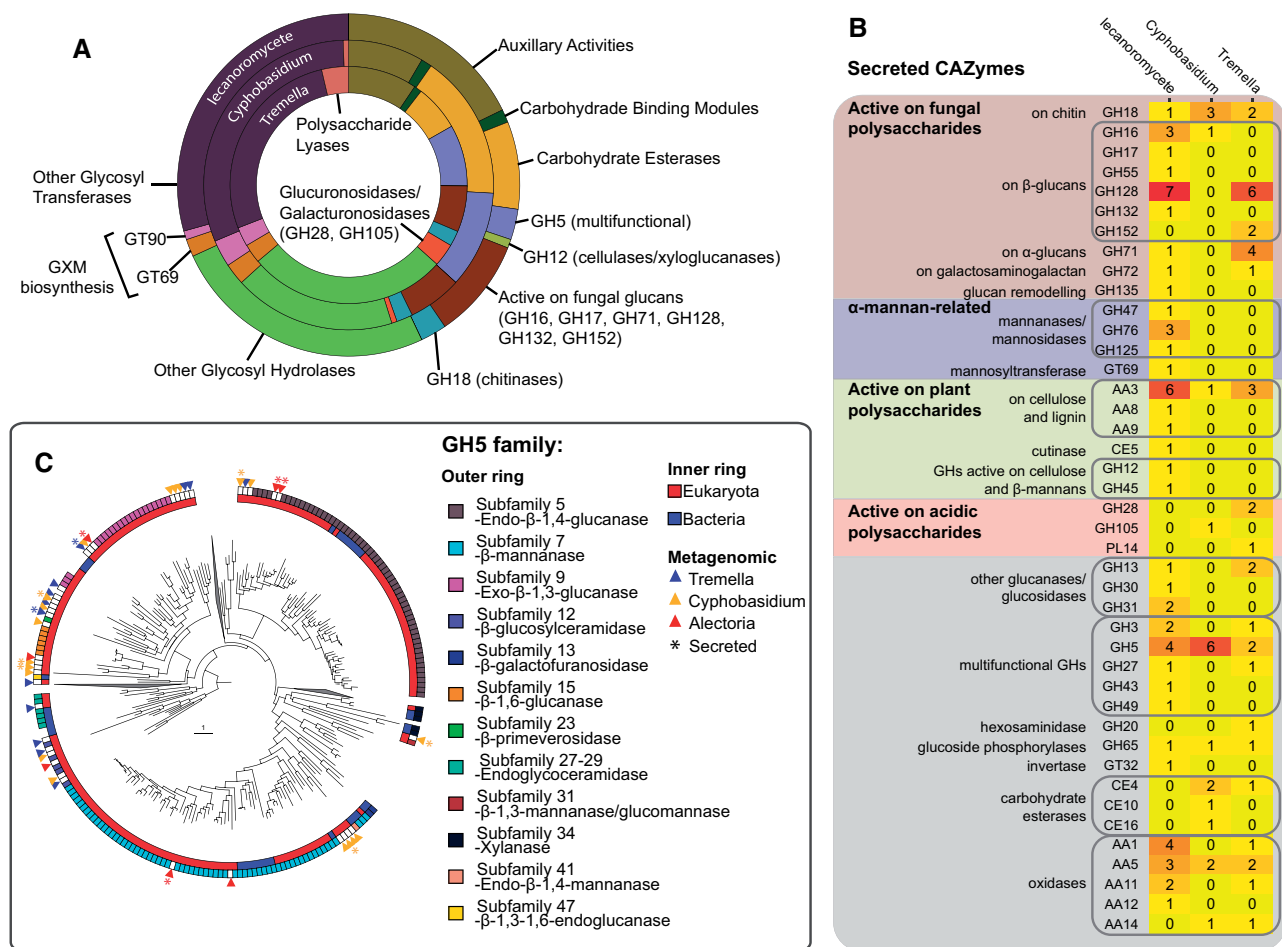 A
lecanoromycete
Cyphobasidium
Tremella
Auxillary Activities
Carbohydrade Binding Modules
Carbohydrate Esterases
GH5 (multifunctional)
GH12 (cellulases/xyloglucanases)
Active on fungal glucans
(GH16, GH17, GH71, GH128,
GH132, GH152)
GH18 (chitinases)
Other Glycosyl Hydrolases
GT69
GT90
GXM
biosynthesis
Other Glycosyl
Transferases
Polysaccharide
Lyases
Glucuronosidases/
Galacturonosidases
(GH28, GH105)
B
Secreted CAZymes
lecanoromycete
Cyphobasidium
Tremella
Active on fungal
polysaccharides
on chitin GH18 1 3 2
GH16 3 1 0
GH17 1 0 0
GH55 1 0 0
on β-glucans
GH128 7 0 6
GH132 1 0 0
GH152 0 0 2
on α-glucans GH71 1 0 4
on galactosaminogalactan GH72 1 0 1
glucan remodelling GH135 1 0 0
α-mannan-related
mannanases/
mannosidases
GH47 1 0 0
GH76 3 0 0
GH125 1 0 0
mannosyltransferase GT69 1 0 0
Active on plant
polysaccharides
on cellulose
and lignin
AA3 6 1 3
AA8 1 0 0
AA9 1 0 0
cutinase CE5 1 0 0
GHs active on cellulose
and β-mannans
GH12 1 0 0
GH45 1 0 0
Active on acidic
polysaccharides
GH28 0 0 2
GH105 0 1 0
PL14 0 0 1
other glucanases/
glucosidases
GH13 1 0 2
GH30 1 0 0
GH31 2 0 0
multifunctional GHs
GH3 2 0 1
GH5 4 6 2
GH27 1 0 1
GH43 1 0 0
GH49 1 0 0
hexosaminidase GH20 0 0 1
glucoside phosphorylases GH65 1 1 1
invertase GT32 1 0 0
carbohydrate
esterases
CE4 0 2 1
CE10 0 1 0
CE16 0 1 0
oxidases
AA1 4 0 1
AA5 3 2 2
AA11 2 0 1
AA12 1 0 0
AA14 0 1 1
C
1
GH5 family:
Outer ring
Subfamily 5
-Endo-β-1,4-glucanase
Subfamily 7
-β-mannanase
Subfamily 9
-Exo-β-1,3-glucanase
Subfamily 12
-β-glucosylceramidase
Subfamily 13
-β-galactofuranosidase
Subfamily 15
-β-1,6-glucanase
Subfamily 23
-β-primeverosidase
Subfamily 27-29
-Endoglycoceramidase
Subfamily 31
-β-1,3-mannanase/glucomannase
Subfamily 34
-Xylanase
Subfamily 41
-Endo-β-1,4-mannanase
Subfamily 47
-β-1,3-1,6-endoglucanase
Inner ring
Eukaryota
Bacteria
Metagenomic
Tremella
Cyphobasidium
Alectoria
* Secreted